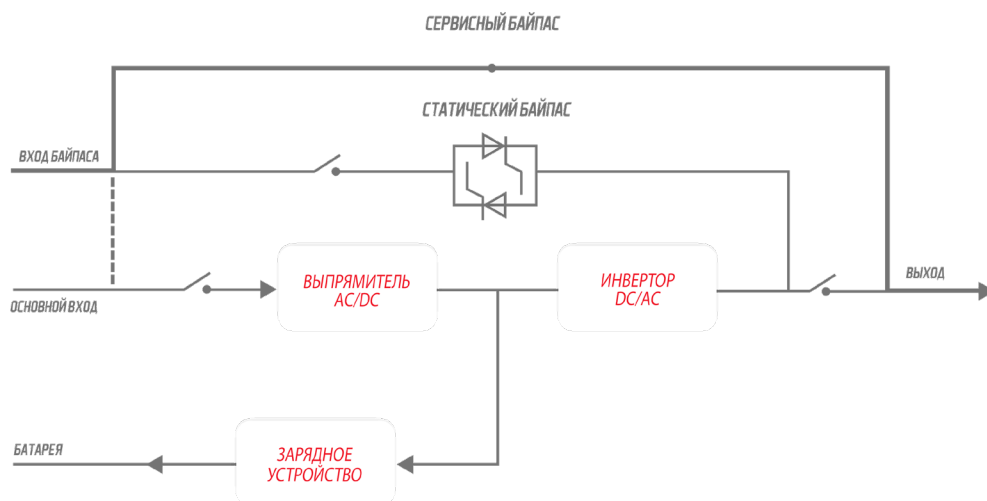 СЕРВИСНЫЙ БАЙПАС
СТАТИЧЕСКИЙ БАЙПАС
ВХОД БАЙПАСА
ВЫПРЯМИТЕЛЬ
AC/DC
ИНВЕРТОР
DC/AC
ВЫХОД
ОСНОВНОЙ ВХОД
БАТАРЕЯ
ЗАРЯДНОЕ
УСТРОЙСТВО